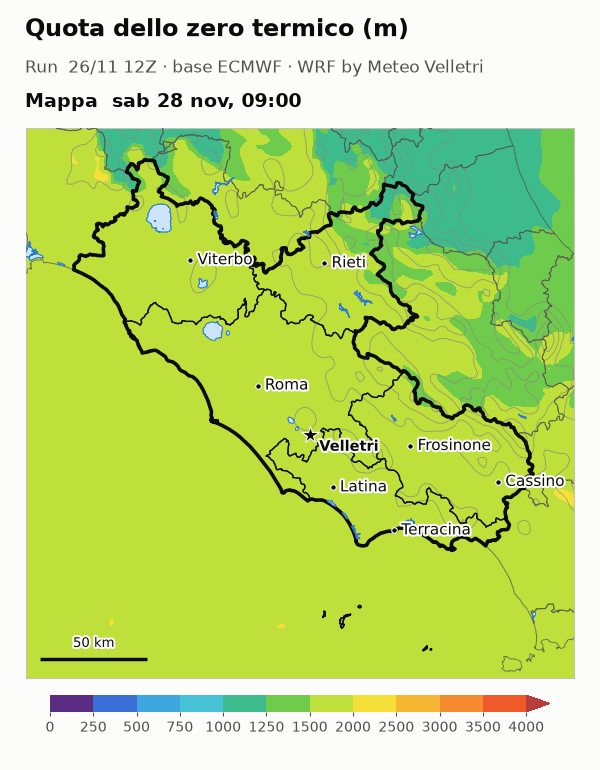 Quota dello zero termico (m)
Run  26/11 12Z · base ECMWF · WRF by Meteo Velletri
Mappa  sab 28 nov, 09:00
Viterbo
Rieti
Roma
Velletri
Frosinone
Latina
Cassino
Terracina
50 km
0 250 500 750 1000 1250 1500 2000 2500 3000 3500 4000